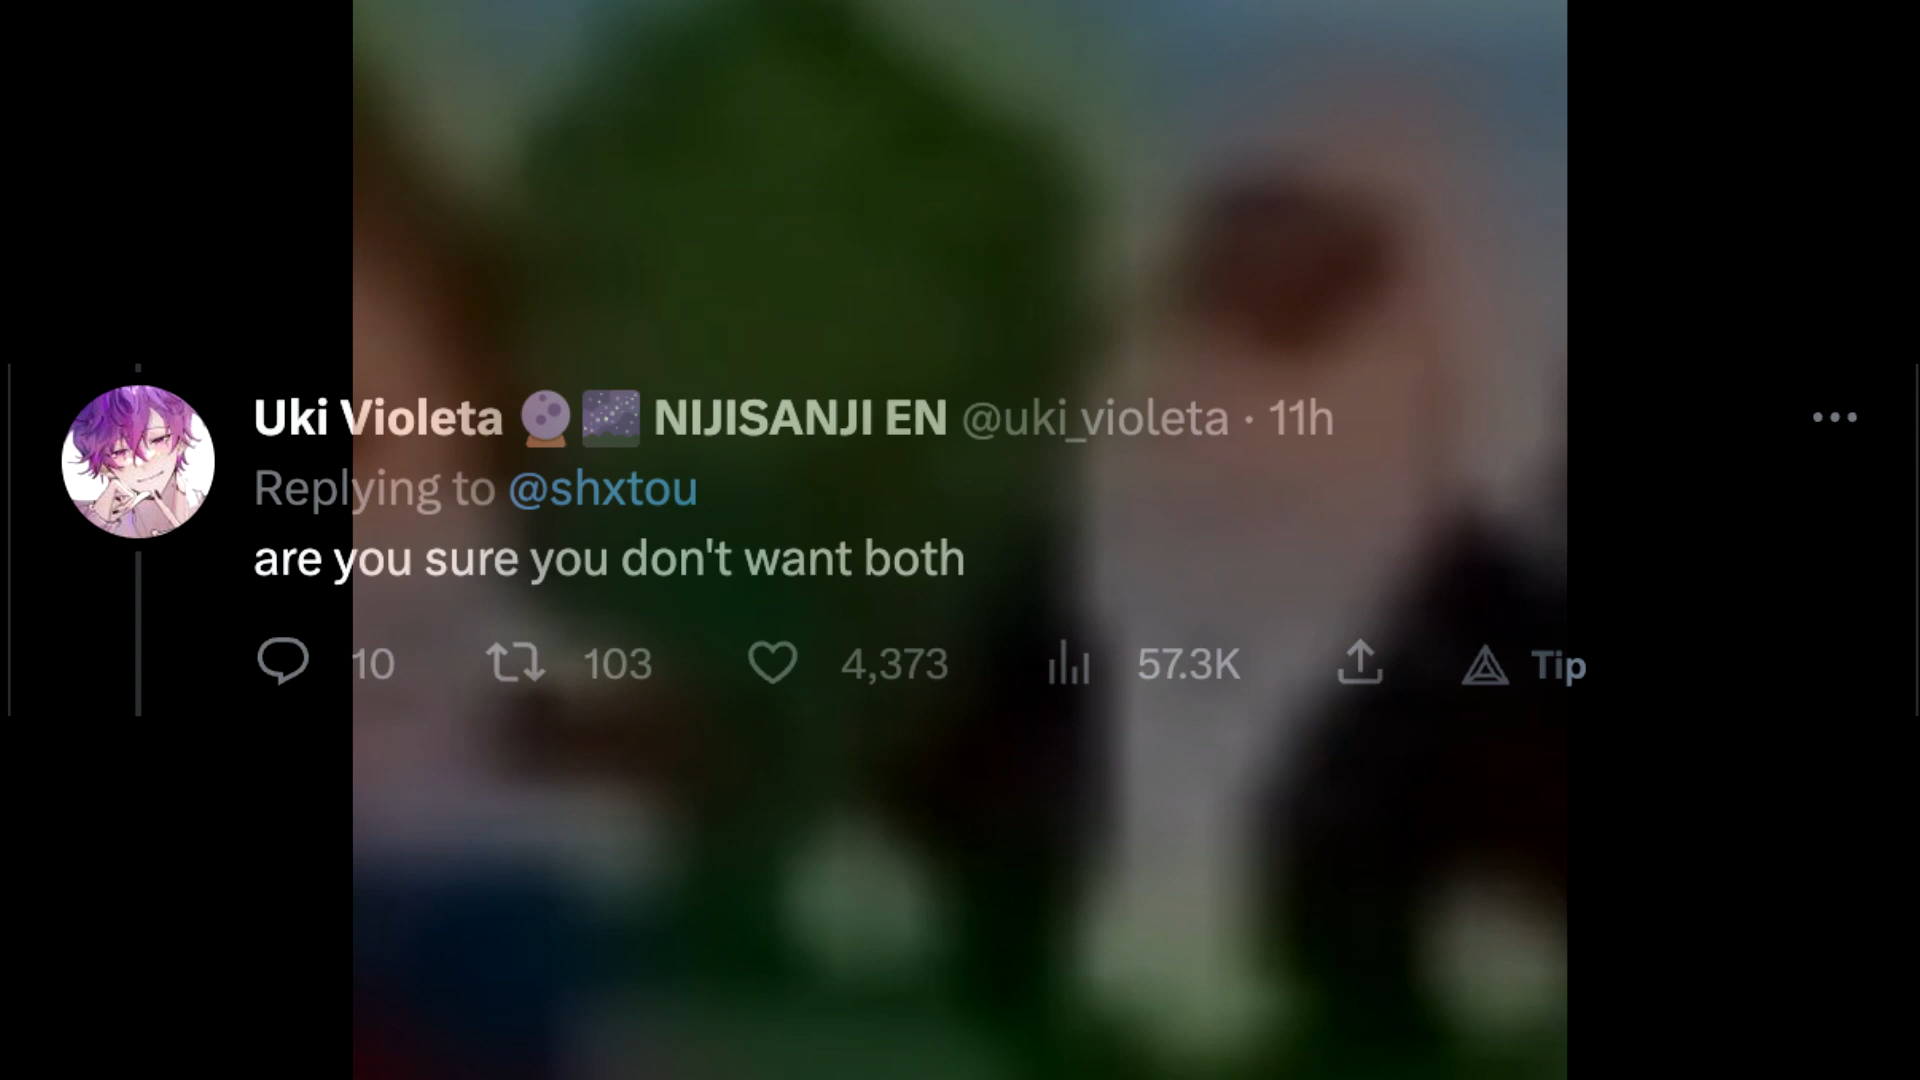 Uki Violeta 🔮🌌 NIJISANJI EN @uki_violeta · 11h
Replying to @shxtou
are you sure you don't want both
10 103 4,373 57.3K Tip